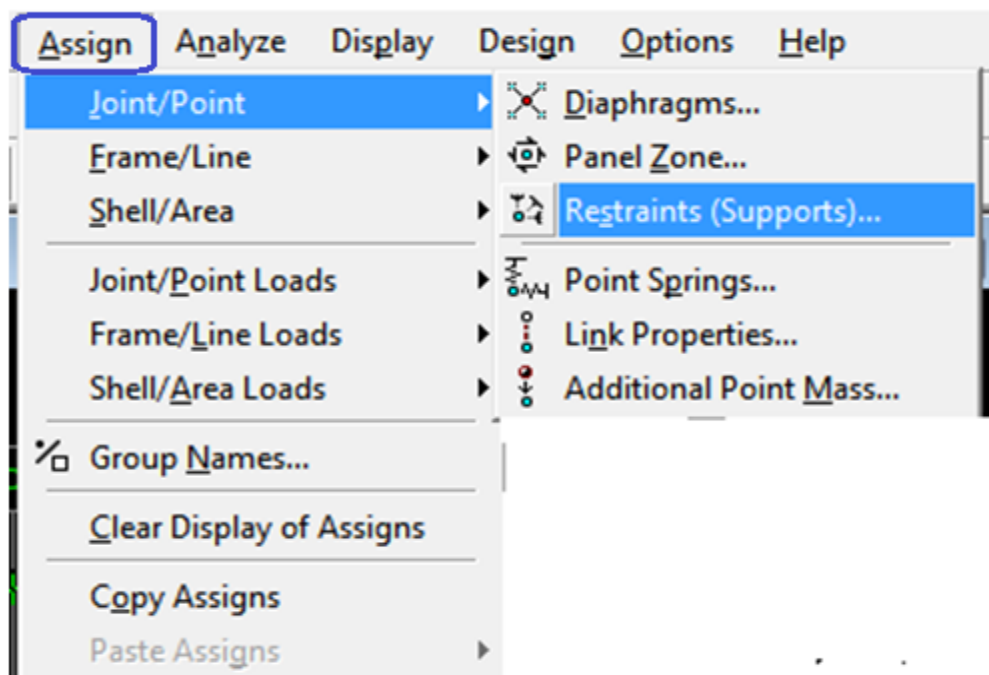 Assign Analyze Display Design Options Help
Joint/Point
Frame/Line
Shell/Area
Joint/Point Loads
Frame/Line Loads
Shell/Area Loads
Group Names...
Clear Display of Assigns
Copy Assigns
Paste Assigns
Diaphragms...
Panel Zone...
Restraints (Supports)...
Point Springs...
Link Properties...
Additional Point Mass...